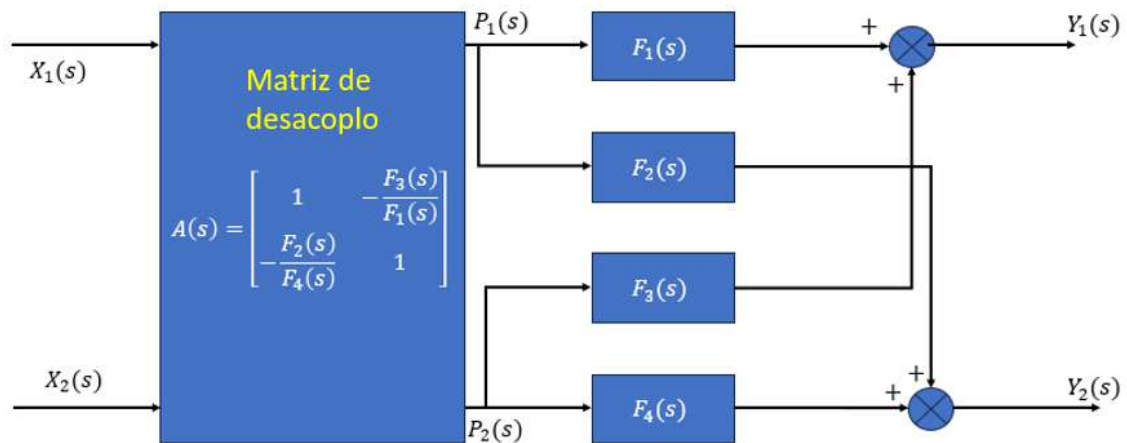 X₁(s)
X₂(s)
Matriz de
desacoplo
A(s) = [ 1 −F₃(s)/F₁(s) ; −F₂(s)/F₄(s) 1 ]
P₁(s)
P₂(s)
F₁(s)
F₂(s)
F₃(s)
F₄(s)
+
+
Y₁(s)
+
+
Y₂(s)